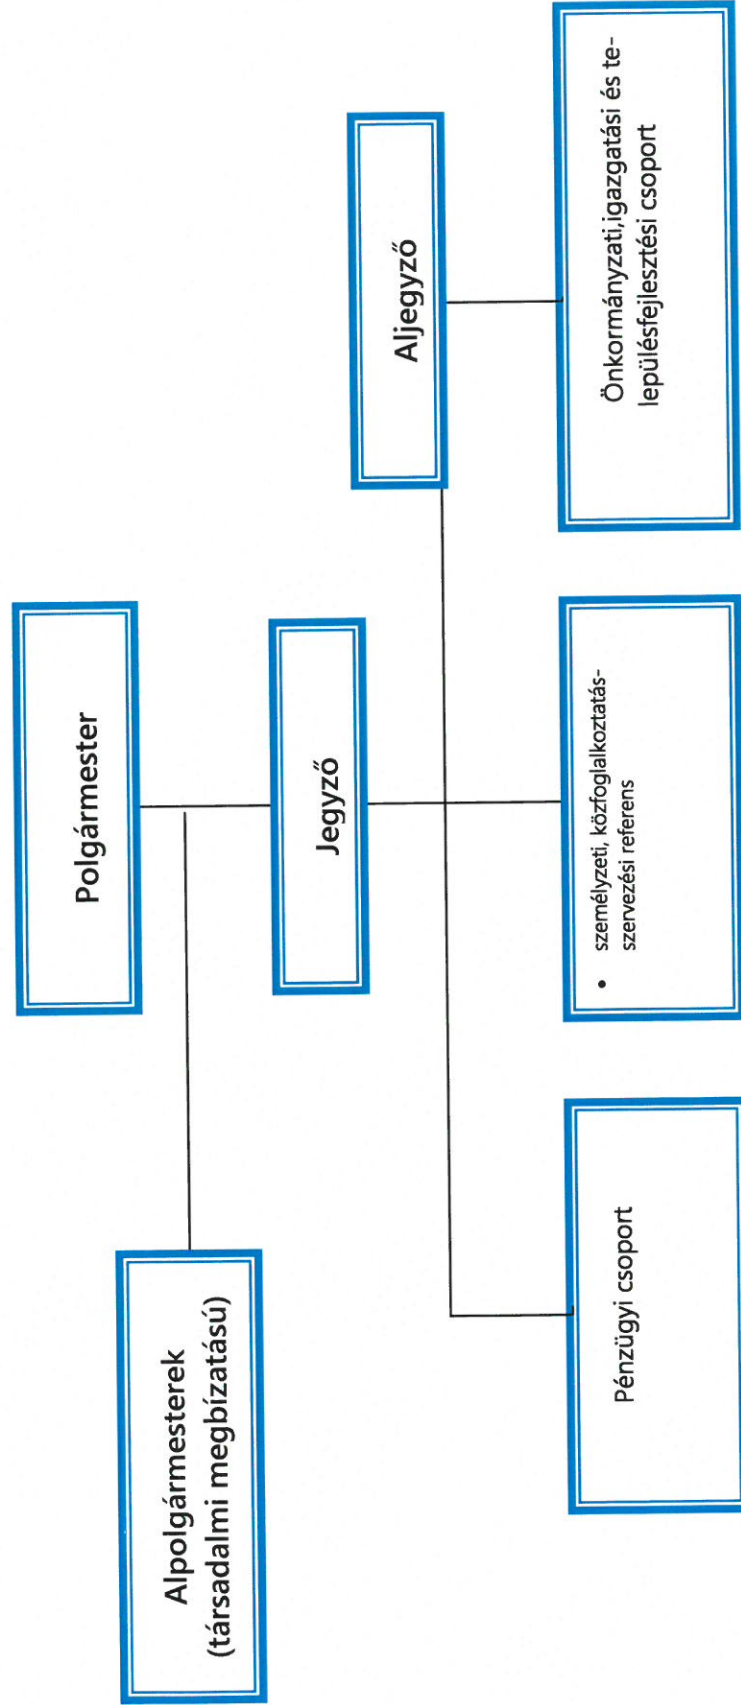 Polgármester
Alpolgármesterek
(társadalmi megbízatású)
Jegyző
Aljegyző
Pénzügyi csoport
• személyzeti, közfoglalkoztatás-
szervezési referens
Önkormányzati,igazgatási és te-
lepülésfejlesztési csoport